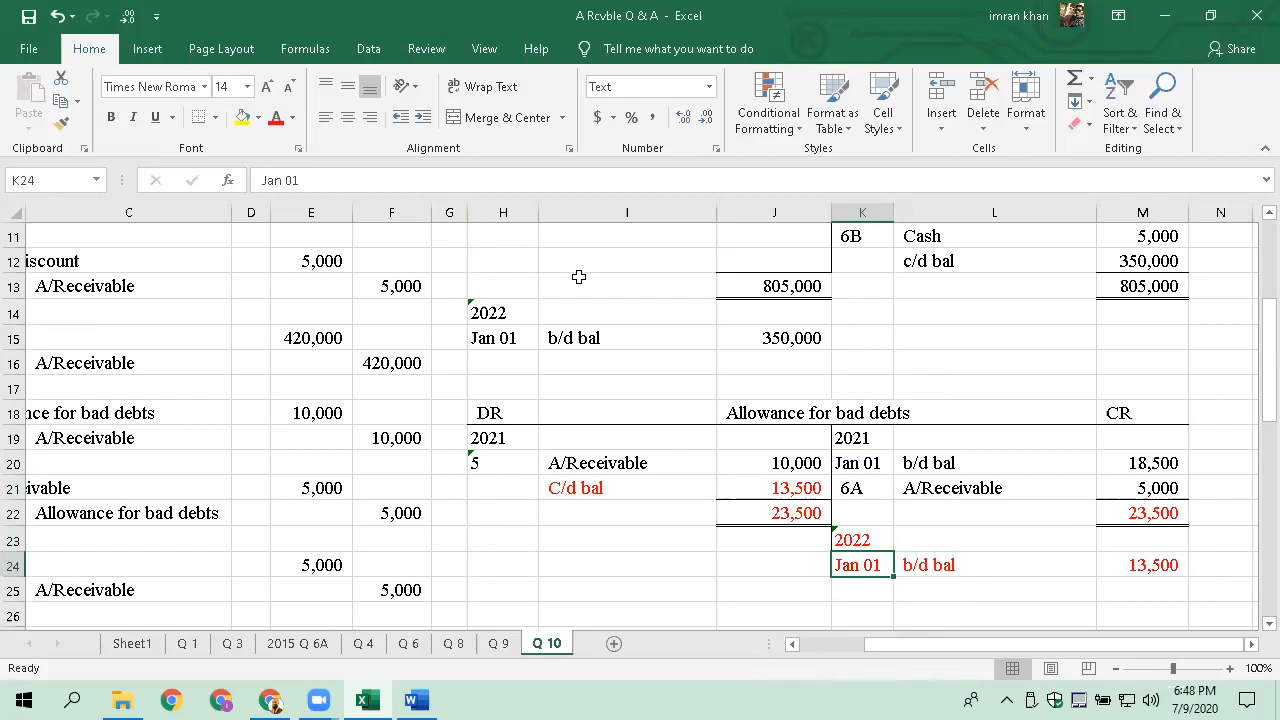 A Rcvble Q & A - Excel
imran khan
File Home Insert Page Layout Formulas Data Review View Help Tell me what you want to do Share
Paste
Times New Roma 14
B I U A
Wrap Text
Merge & Center
Text
$ % ,
Conditional Formatting
Format as Table
Cell Styles
Insert Delete Format
Sort & Filter
Find & Select
Clipboard Font Alignment Number Styles Cells Editing
K24 fx Jan 01
C D E F G H I J K L M N
11 6B Cash 5,000
12 iscount 5,000 c/d bal 350,000
13 A/Receivable 5,000 805,000 805,000
14 2022
15 420,000 Jan 01 b/d bal 350,000
16 A/Receivable 420,000
17
18 nce for bad debts 10,000 DR Allowance for bad debts CR
19 A/Receivable 10,000 2021 2021
20 5 A/Receivable 10,000 Jan 01 b/d bal 18,500
21 ivable 5,000 C/d bal 13,500 6A A/Receivable 5,000
22 Allowance for bad debts 5,000 23,500 23,500
23 2022
24 5,000 Jan 01 b/d bal 13,500
25 A/Receivable 5,000
26
Sheet1 Q 1 Q 3 2015 Q 6A Q 4 Q 6 Q 8 Q 9 Q 10
Ready 100%
6:48 PM
7/9/2020